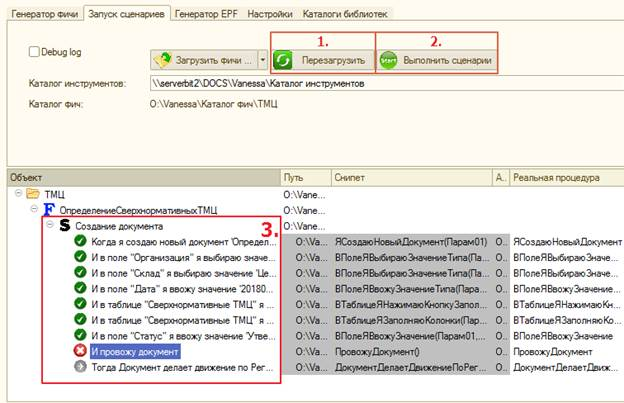 Генератор фичи Запуск сценариев Генератор EPF Настройки Каталоги библиотек
1. 2.
Debug log Загрузить фичи ... Перезагрузить Start Выполнить сценарии
Каталог инструментов: \\serverbit2\DOCS\Vanessa\Каталог инструментов
Каталог фич: O:\Vanessa\Каталог фич\ТМЦ
Объект Путь Снипет А.. Реальная процедура
ТМЦ O:\Vane...
F ОпределениеСверхнормативныхТМЦ O:\Vane...
S Создание документа 3. O:\Vane...
Когда я создаю новый документ 'Определ... O:\Va... ЯСоздаюНовыйДокумент(Парам01) О.. ЯСоздаюНовыйДокумент
И в поле "Организация" я выбираю значе... O:\Va... ВПолеЯВыбираюЗначениеТипа(Па... О.. ВПолеЯВыбираюЗначе...
И в поле "Склад" я выбираю значение 'Це... O:\Va... ВПолеЯВыбираюЗначениеТипа(Па... О.. ВПолеЯВыбираюЗначе...
И в поле "Дата" я ввожу значение '20180... O:\Va... ВПолеЯВвожуЗначениеТипа(Пара... О.. ВПолеЯВвожуЗначение...
И в таблице "Сверхнормативные ТМЦ" я ... O:\Va... ВТаблицеЯНажимаюКнопкуЗапол... О.. ВТаблицеЯНажимаюКно...
И в таблице "Сверхнормативные ТМЦ" я ... O:\Va... ВТаблицеЯЗаполняюКолонки(Пар... О.. ВТаблицеЯЗаполняюКо...
И в поле "Статус" я ввожу значение 'Утве... O:\Va... ВПолеЯВвожуЗначение(Парам01,... О.. ВПолеЯВвожуЗначение
И провожу документ O:\Va... ПровожуДокумент() О.. ПровожуДокумент
Тогда Документ делает движение по Рег... O:\Va... ДокументДелаетДвижениеПоРег... О.. ДокументДелаетДвиже...